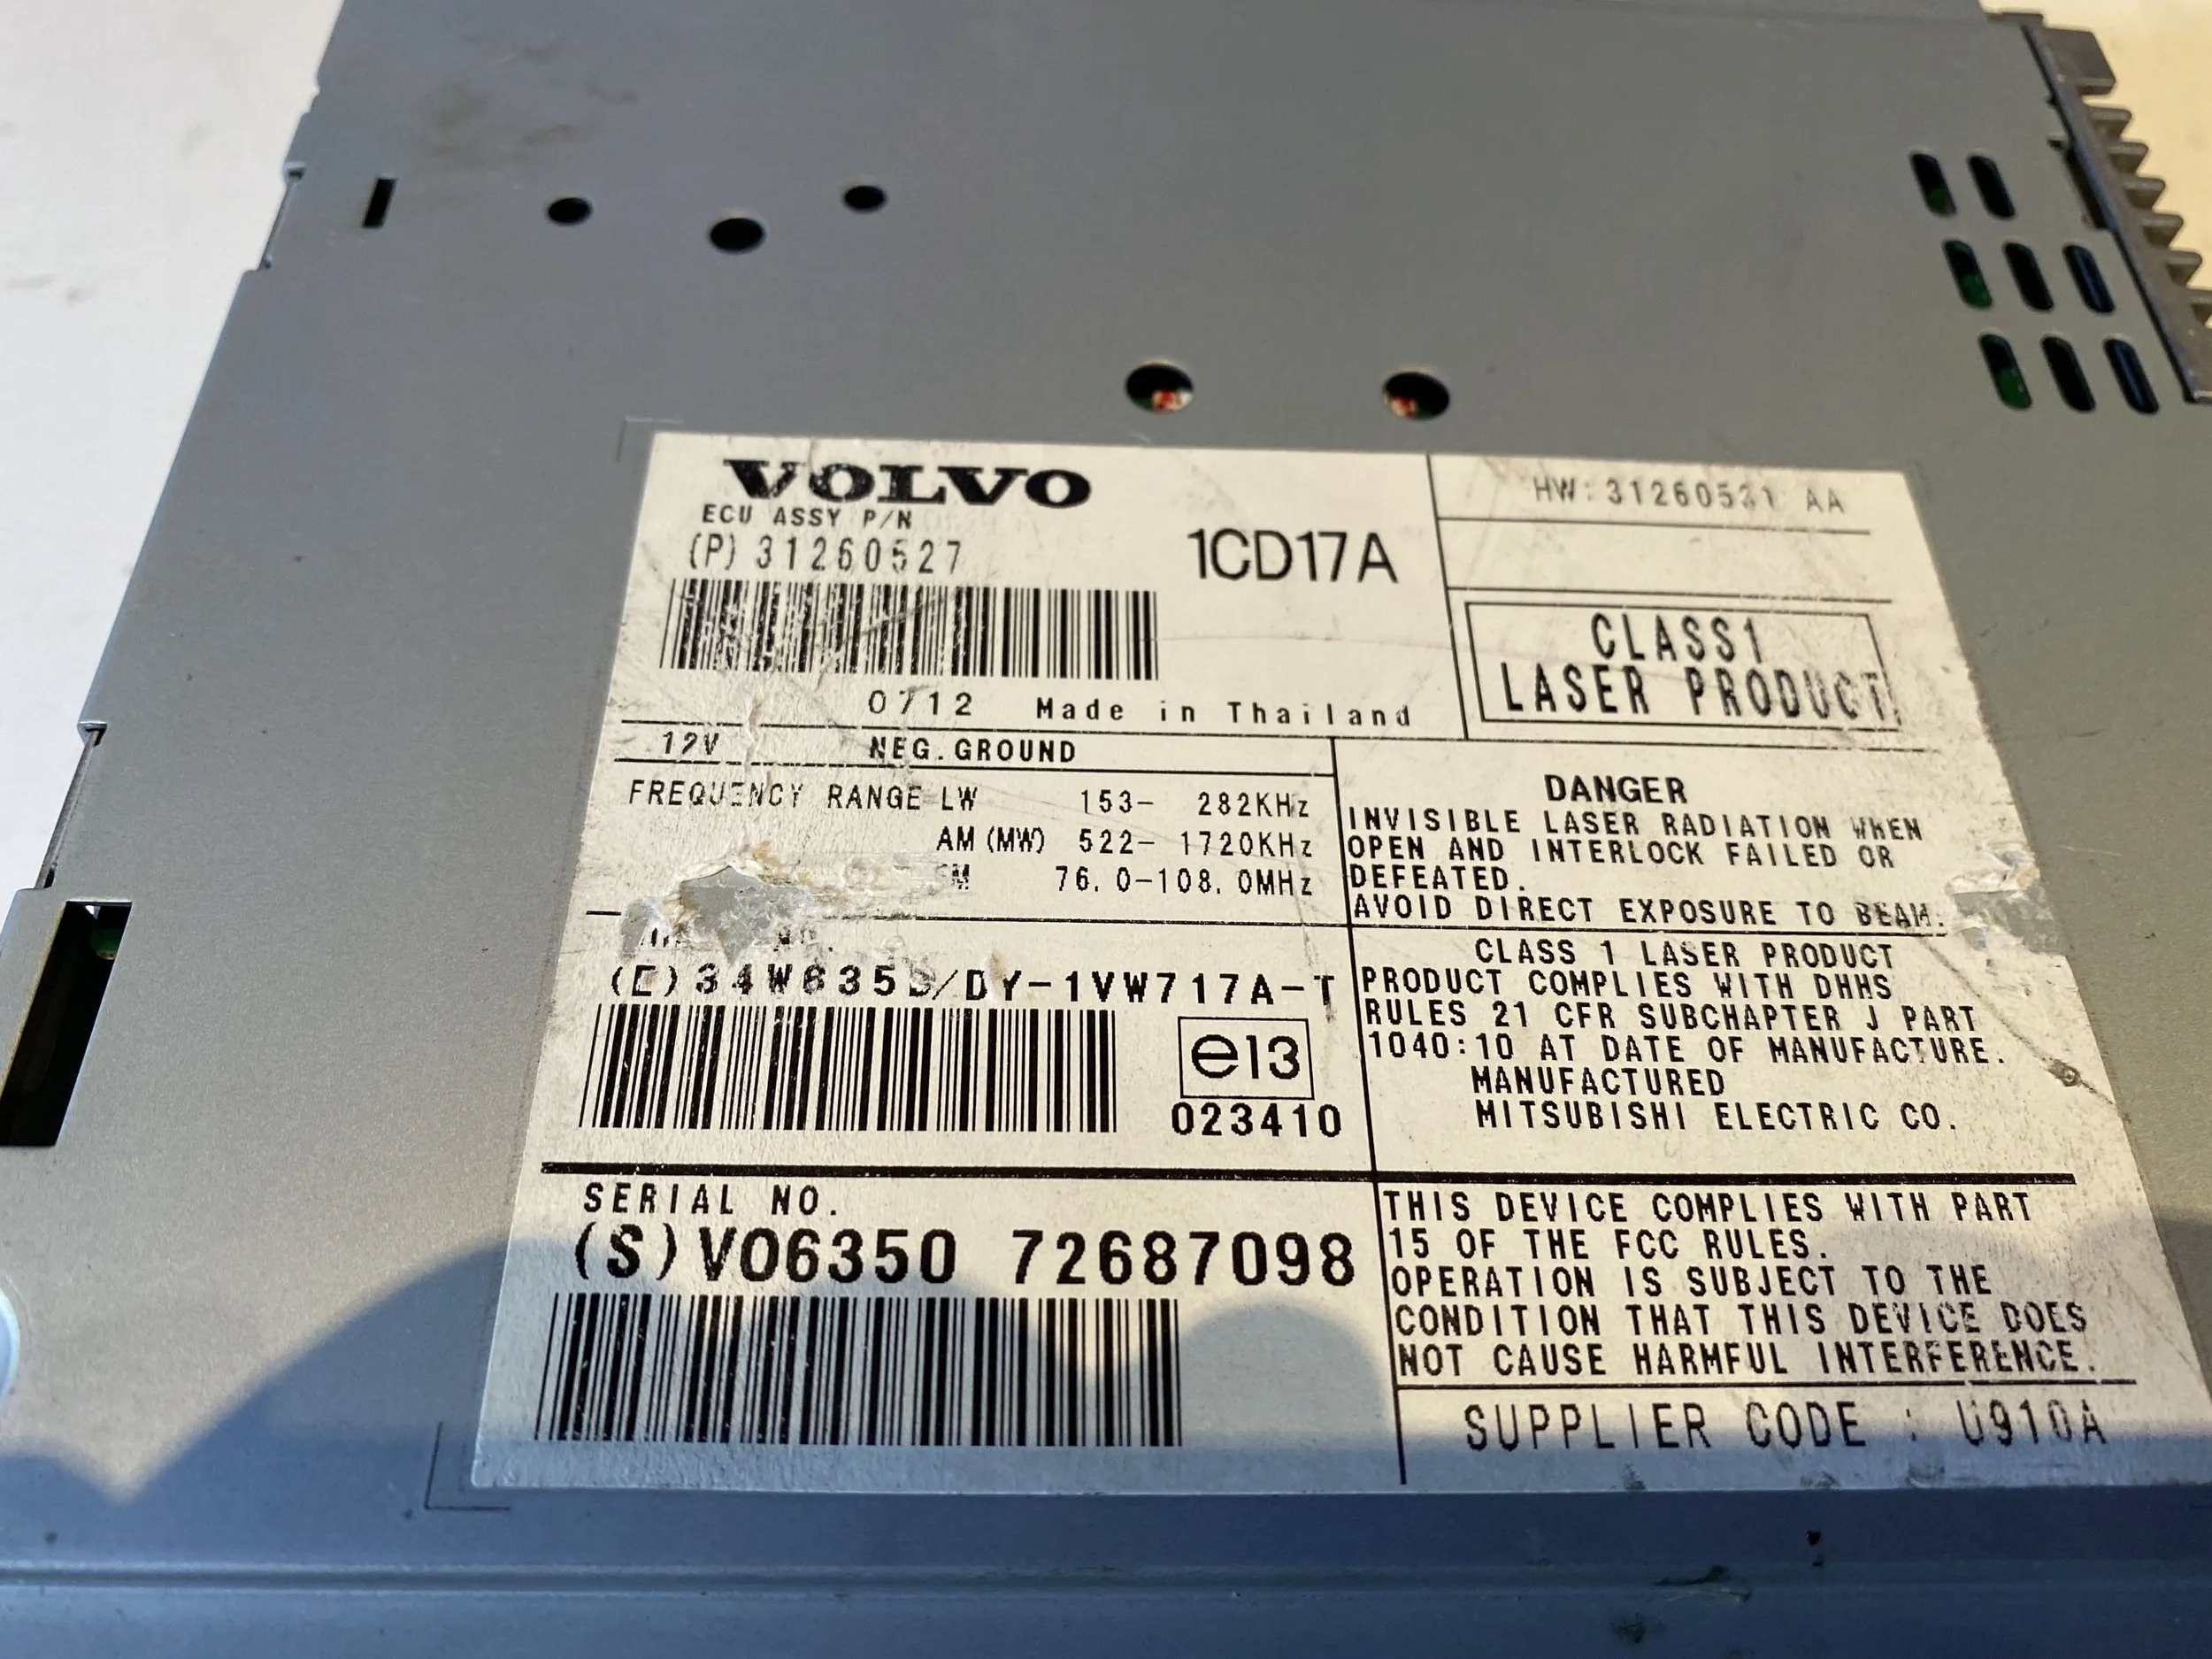 VOLVO
ECU ASSY P/N
(P) 31260527
1CD17A
HW: 31260531 AA
CLASS1
LASER PRODUCT
0712 Made in Thailand
12V NEG. GROUND
FREQUENCY RANGE LW 153- 282KHz
AM (MW) 522- 1720KHz
FM 76.0-108.0MHz
DANGER
INVISIBLE LASER RADIATION WHEN
OPEN AND INTERLOCK FAILED OR
DEFEATED.
AVOID DIRECT EXPOSURE TO BEAM.
NO.
/DY-1VW717A-T
e13
023410
CLASS 1 LASER PRODUCT
PRODUCT COMPLIES WITH DHHS
RULES 21 CFR SUBCHAPTER J PART
1040:10 AT DATE OF MANUFACTURE.
MANUFACTURED
MITSUBISHI ELECTRIC CO.
SERIAL NO.
(S) VO6350 72687098
THIS DEVICE COMPLIES WITH PART
15 OF THE FCC RULES.
OPERATION IS SUBJECT TO THE
CONDITION THAT THIS DEVICE DOES
NOT CAUSE HARMFUL INTERFERENCE.
SUPPLIER CODE : U910A